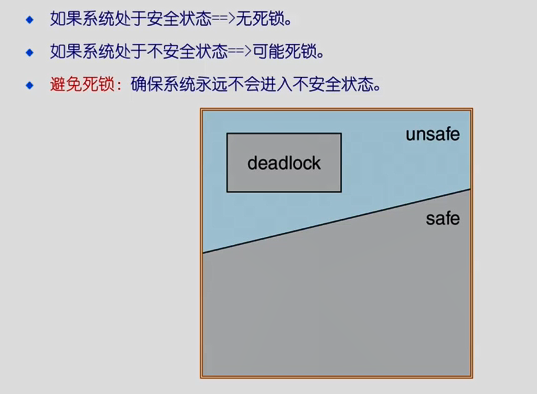 如果系统处于安全状态==>无死锁。
如果系统处于不安全状态==>可能死锁。
避免死锁：确保系统永远不会进入不安全状态。
unsafe
deadlock
safe